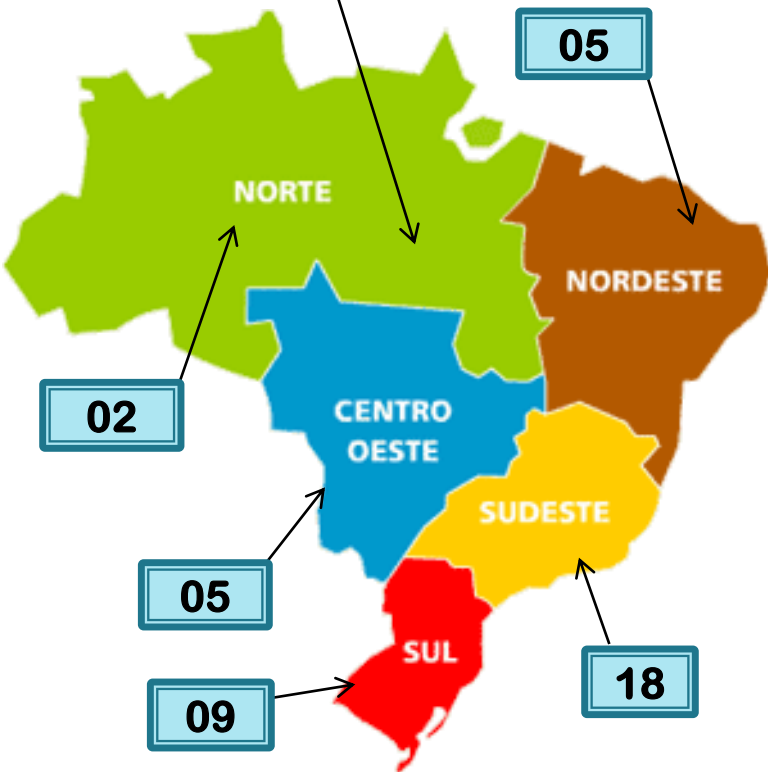 05
NORTE
NORDESTE
02
CENTRO
OESTE
SUDESTE
05
SUL
18
09